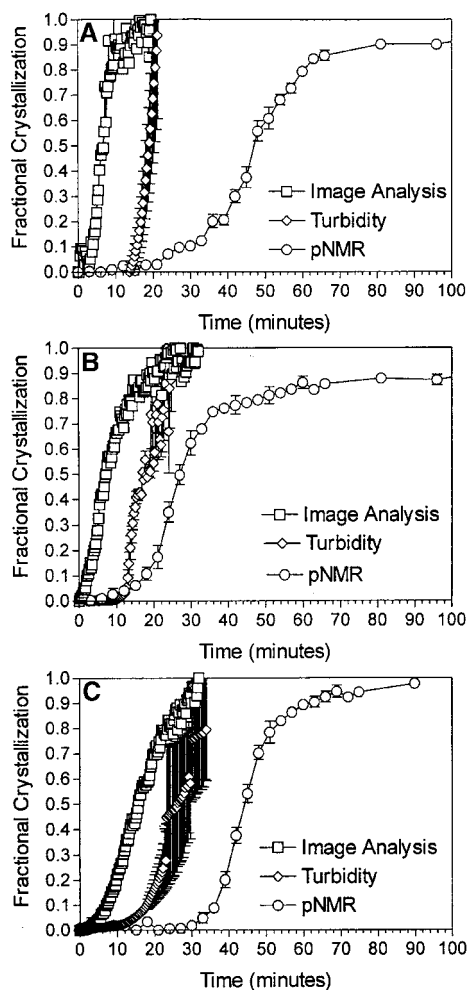 A
Fractional Crystallization
1.0
0.9
0.8
0.7
0.6
0.5
0.4
0.3
0.2
0.1
0.0
Image Analysis
Turbidity
pNMR
0 10 20 30 40 50 60 70 80 90 100
Time (minutes)
B
Fractional Crystallization
1.0
0.9
0.8
0.7
0.6
0.5
0.4
0.3
0.2
0.1
0.0
Image Analysis
Turbidity
pNMR
0 10 20 30 40 50 60 70 80 90 100
Time (minutes)
C
Fractional Crystallization
1.0
0.9
0.8
0.7
0.6
0.5
0.4
0.3
0.2
0.1
0.0
Image Analysis
Turbidity
pNMR
0 10 20 30 40 50 60 70 80 90 100
Time (minutes)